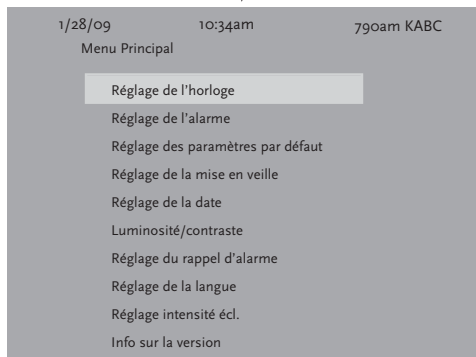 1/28/09 10:34am 790am KABC
Menu Principal
Réglage de l'horloge
Réglage de l'alarme
Réglage des paramètres par défaut
Réglage de la mise en veille
Réglage de la date
Luminosité/contraste
Réglage du rappel d'alarme
Réglage de la langue
Réglage intensité écl.
Info sur la version